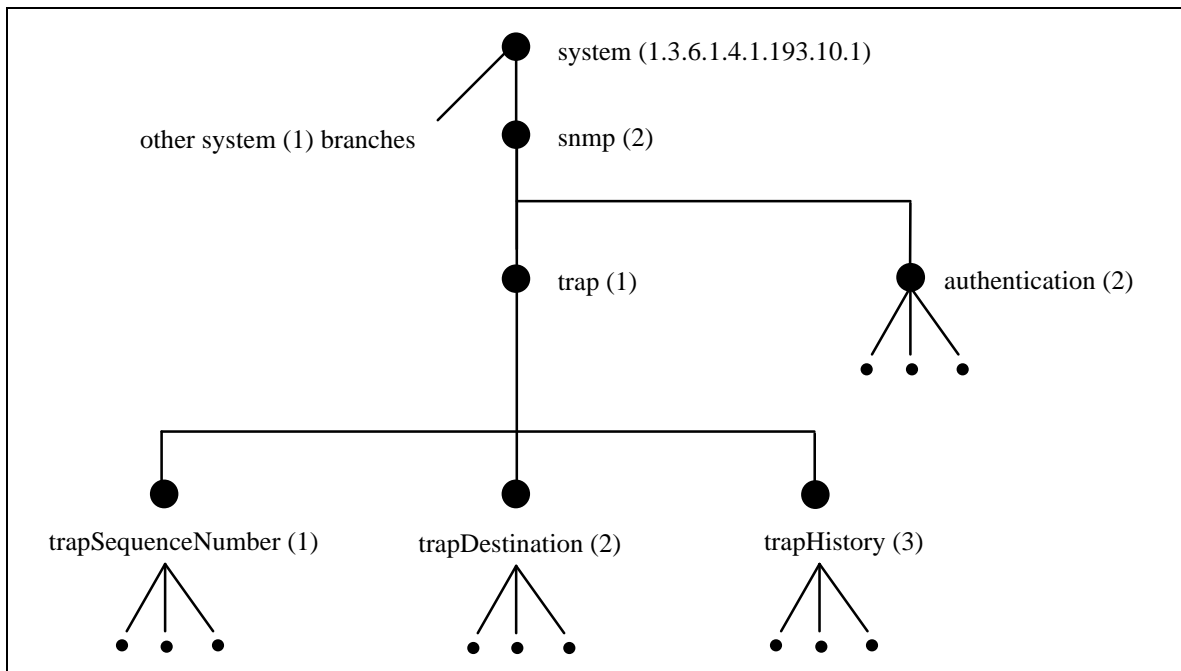 system (1.3.6.1.4.1.193.10.1)
other system (1) branches
snmp (2)
trap (1)
authentication (2)
trapSequenceNumber (1)
trapDestination (2)
trapHistory (3)